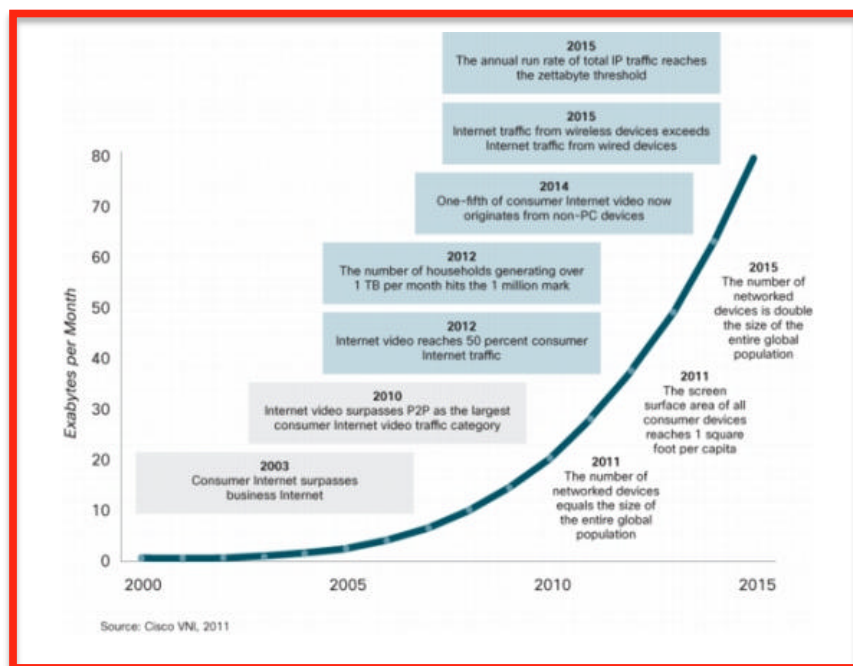 2015
The annual run rate of total IP traffic reaches
the zettabyte threshold
2015
Internet traffic from wireless devices exceeds
Internet traffic from wired devices
2014
One-fifth of consumer Internet video now
originates from non-PC devices
2012
The number of households generating over
1 TB per month hits the 1 million mark
2012
Internet video reaches 50 percent consumer
Internet traffic
2010
Internet video surpasses P2P as the largest
consumer Internet video traffic category
2003
Consumer Internet surpasses
business Internet
2015
The number of
networked
devices is double
the size of the
entire global
population
2011
The screen
surface area of all
consumer devices
reaches 1 square
foot per capita
2011
The number of
networked devices
equals the size of
the entire global
population
Exabytes per Month
80
70
60
50
40
30
20
10
0
2000 2005 2010 2015
Source: Cisco VNI, 2011